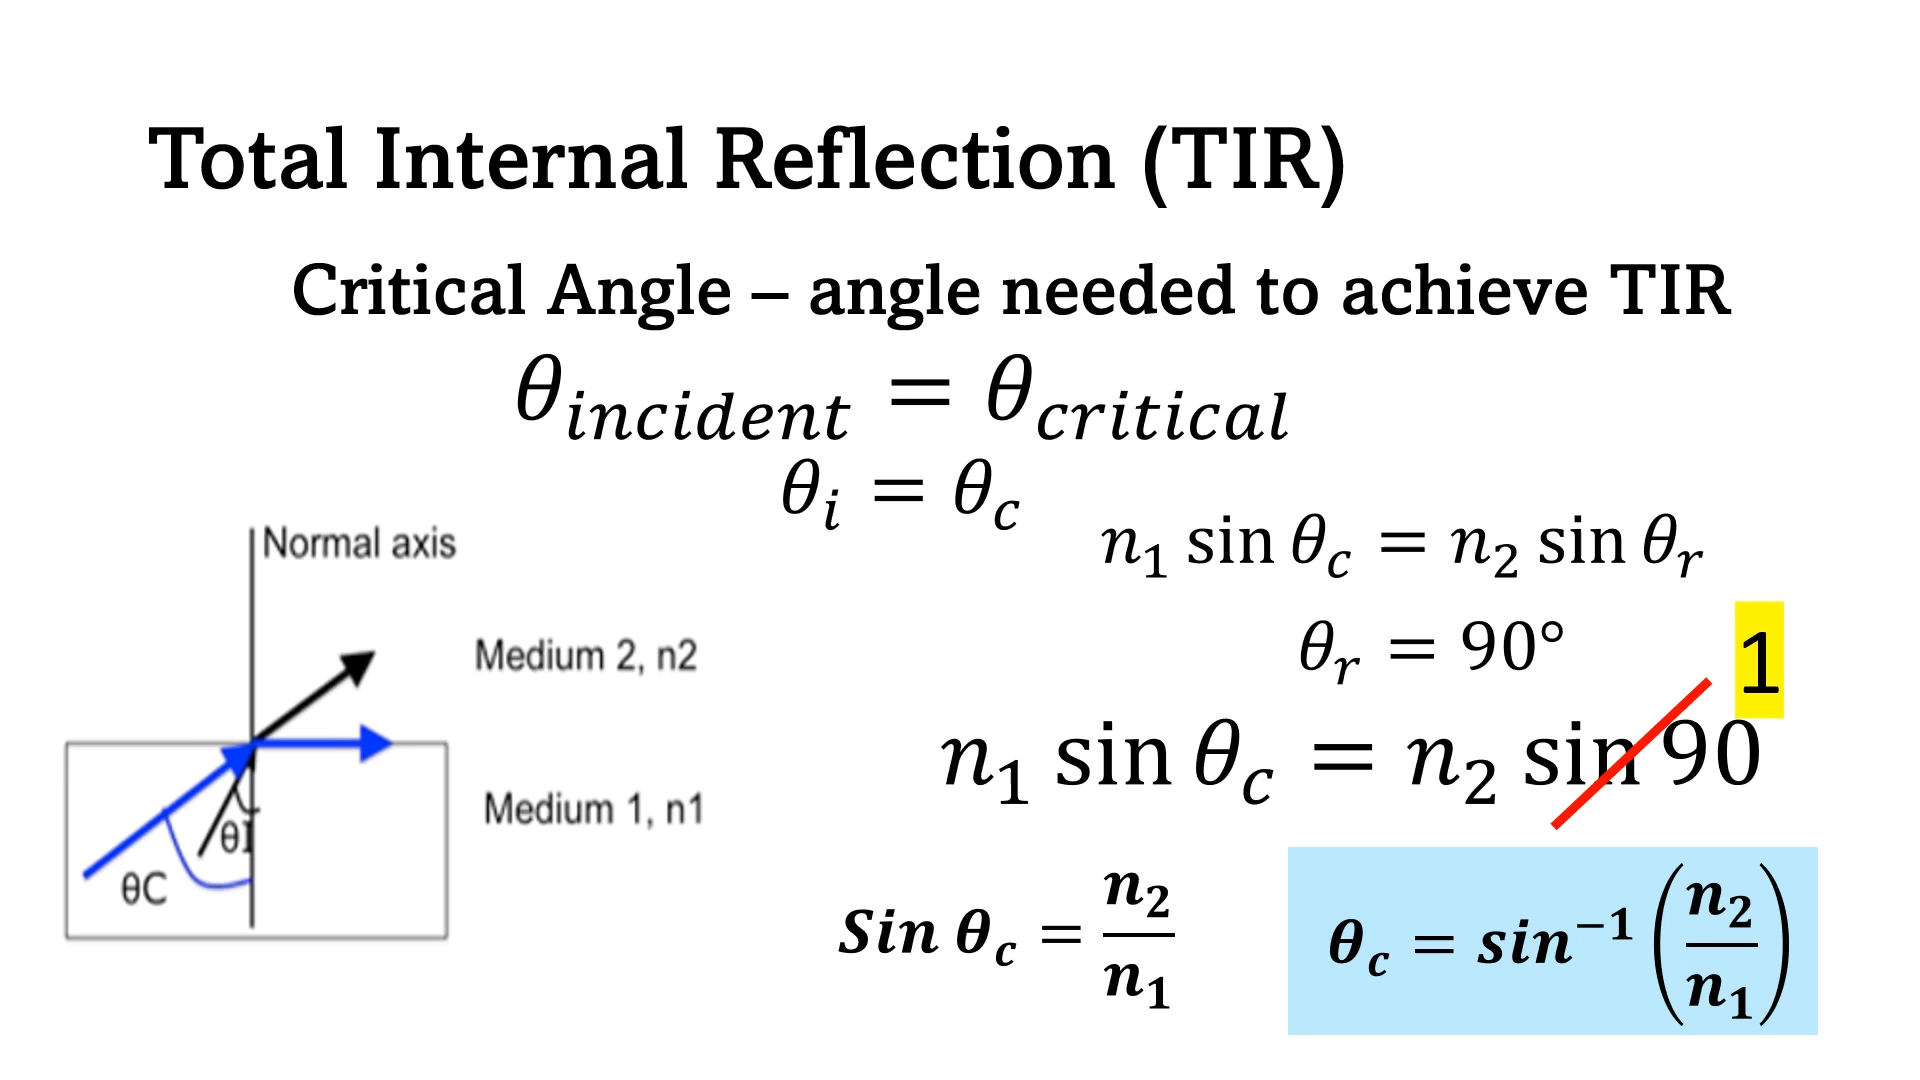 Total Internal Reflection (TIR)
Critical Angle – angle needed to achieve TIR
θ_incident = θ_critical
θ_i = θ_c
n₁ sin θ_c = n₂ sin θ_r
θ_r = 90°
1
n₁ sin θ_c = n₂ sin 90
Sin θ_c = n₂/n₁
θ_c = sin⁻¹(n₂/n₁)
Normal axis
Medium 2, n2
Medium 1, n1
θI
θC